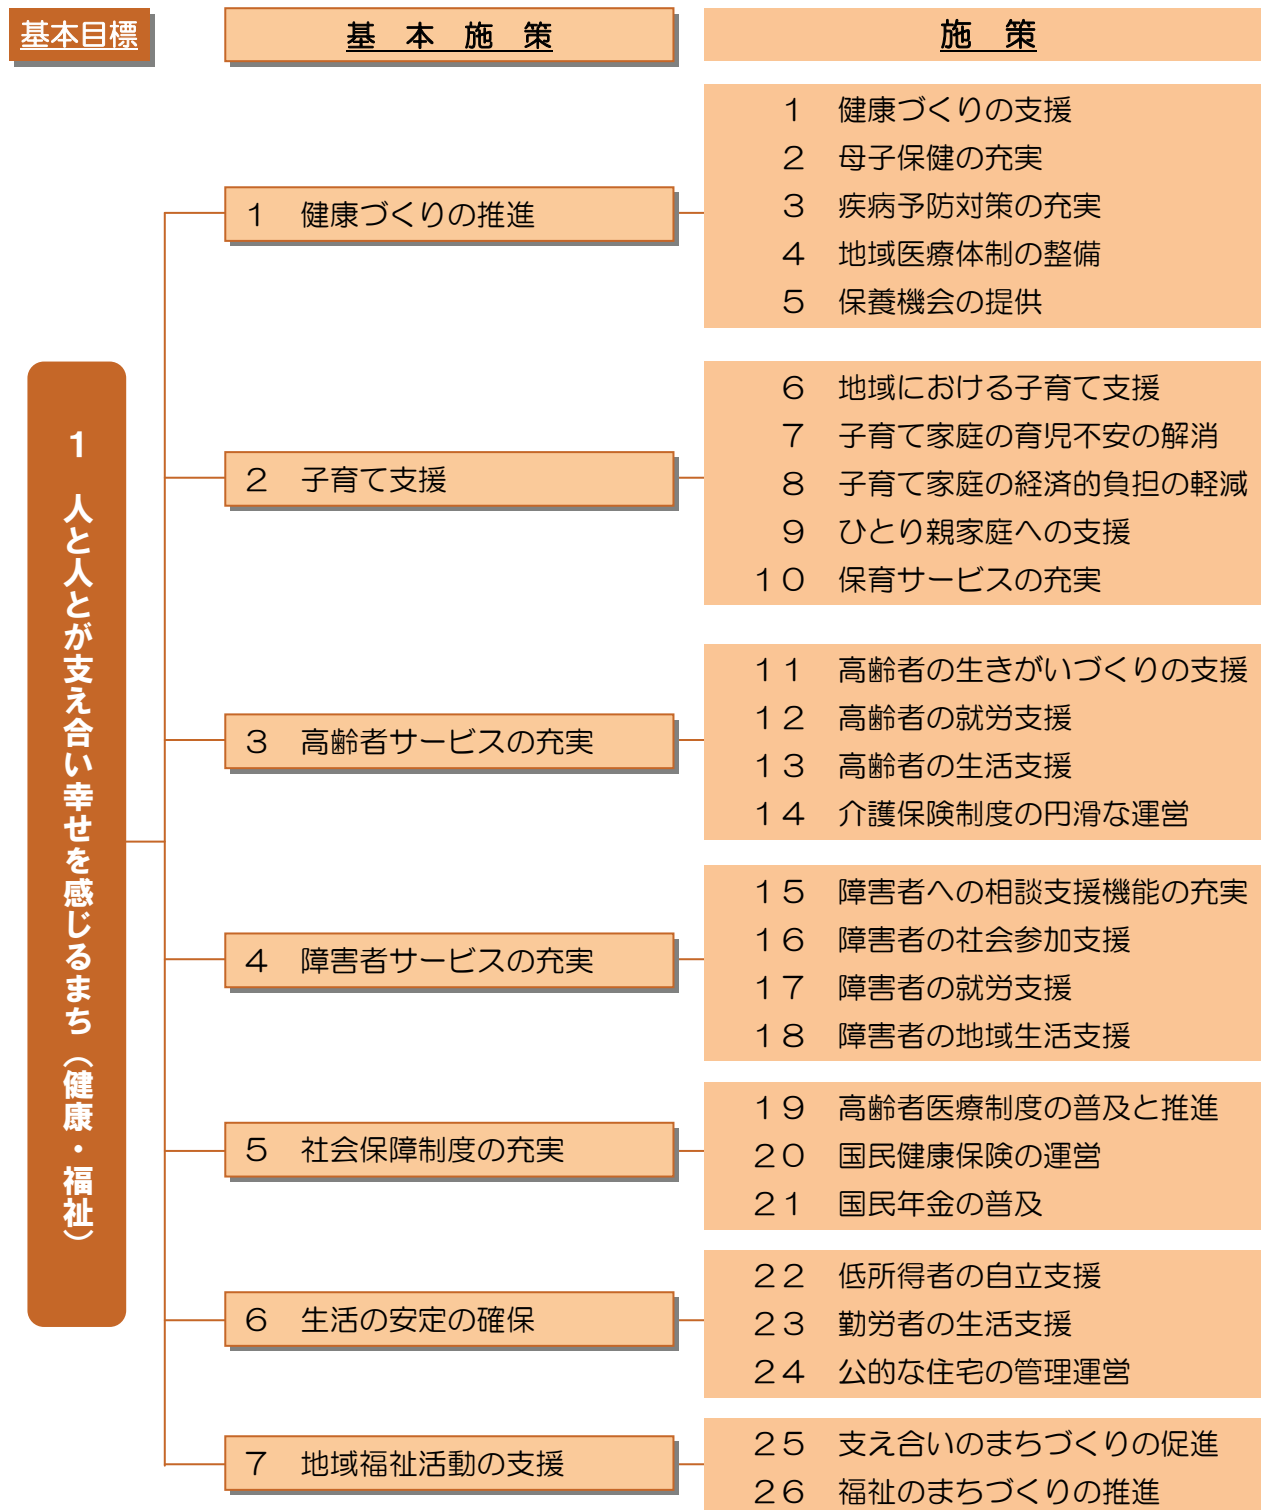 基本目標
基　本　施　策
施　策
１　人と人とが支え合い幸せを感じるまち（健康・福祉）
１　健康づくりの推進
１　健康づくりの支援
２　母子保健の充実
３　疾病予防対策の充実
４　地域医療体制の整備
５　保養機会の提供
２　子育て支援
６　地域における子育て支援
７　子育て家庭の育児不安の解消
８　子育て家庭の経済的負担の軽減
９　ひとり親家庭への支援
１０　保育サービスの充実
３　高齢者サービスの充実
１１　高齢者の生きがいづくりの支援
１２　高齢者の就労支援
１３　高齢者の生活支援
１４　介護保険制度の円滑な運営
４　障害者サービスの充実
１５　障害者への相談支援機能の充実
１６　障害者の社会参加支援
１７　障害者の就労支援
１８　障害者の地域生活支援
５　社会保障制度の充実
１９　高齢者医療制度の普及と推進
２０　国民健康保険の運営
２１　国民年金の普及
６　生活の安定の確保
２２　低所得者の自立支援
２３　勤労者の生活支援
２４　公的な住宅の管理運営
７　地域福祉活動の支援
２５　支え合いのまちづくりの促進
２６　福祉のまちづくりの推進